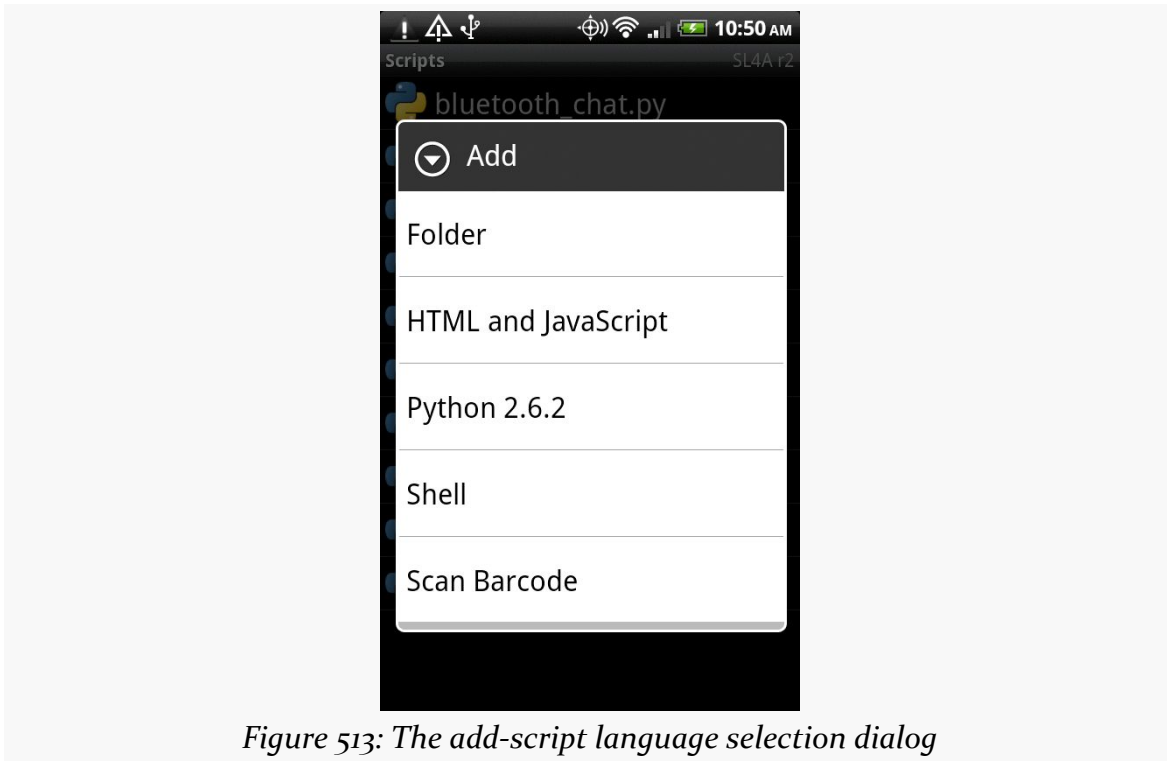 10:50 AM
Scripts SL4A r2
bluetooth_chat.py
Add
Folder
HTML and JavaScript
Python 2.6.2
Shell
Scan Barcode
Figure 513: The add-script language selection dialog